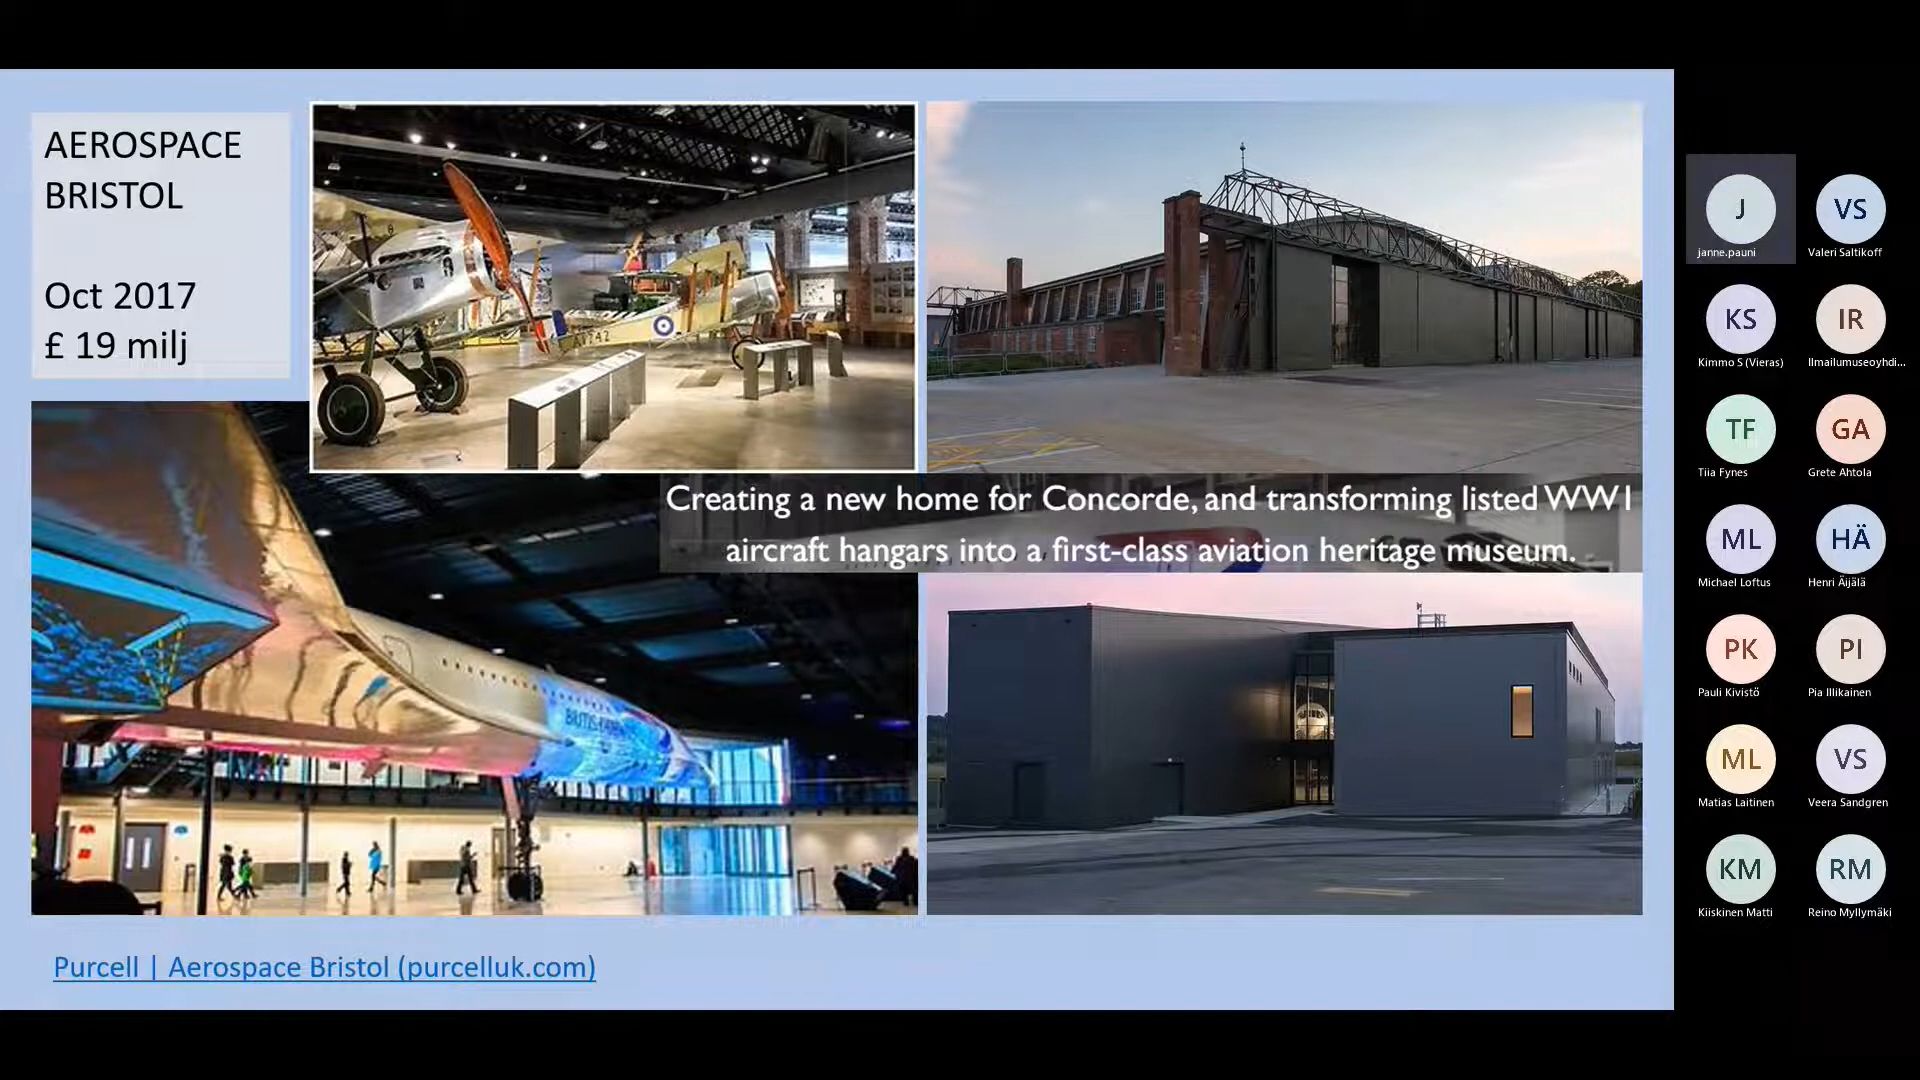 AEROSPACE
BRISTOL
Oct 2017
£ 19 milj
Creating a new home for Concorde, and transforming listed WW1
aircraft hangars into a first-class aviation heritage museum.
Purcell | Aerospace Bristol (purcelluk.com)
J
janne.pauni
VS
Valeri Saltikoff
KS
Kimmo S (Vieras)
IR
Ilmailumuseoyhdi...
TF
Tiia Fynes
GA
Grete Ahtola
ML
Michael Loftus
HÄ
Henri Äijälä
PK
Pauli Kivistö
PI
Pia Illikainen
ML
Matias Laitinen
VS
Veera Sandgren
KM
Kiiskinen Matti
RM
Reino Myllymäki